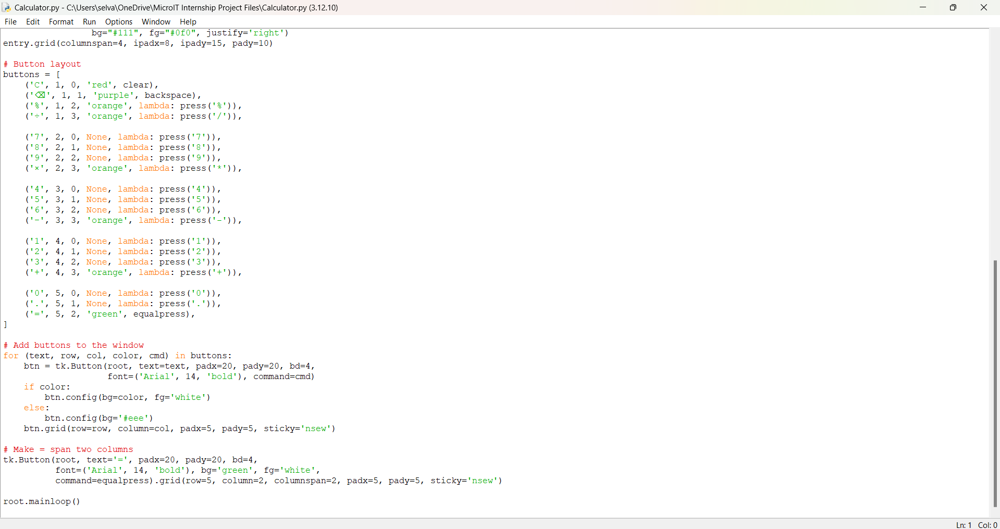 Calculator.py - C:\Users\selva\OneDrive\MicroIT Internship Project Files\Calculator.py (3.12.10)
File Edit Format Run Options Window Help
                 bg="#111", fg="#0f0", justify='right')
entry.grid(columnspan=4, ipadx=8, ipady=15, pady=10)

# Button layout
buttons = [
    ('C', 1, 0, 'red', clear),
    ('⌫', 1, 1, 'purple', backspace),
    ('%', 1, 2, 'orange', lambda: press('%')),
    ('÷', 1, 3, 'orange', lambda: press('/')),

    ('7', 2, 0, None, lambda: press('7')),
    ('8', 2, 1, None, lambda: press('8')),
    ('9', 2, 2, None, lambda: press('9')),
    ('×', 2, 3, 'orange', lambda: press('*')),

    ('4', 3, 0, None, lambda: press('4')),
    ('5', 3, 1, None, lambda: press('5')),
    ('6', 3, 2, None, lambda: press('6')),
    ('-', 3, 3, 'orange', lambda: press('-')),

    ('1', 4, 0, None, lambda: press('1')),
    ('2', 4, 1, None, lambda: press('2')),
    ('3', 4, 2, None, lambda: press('3')),
    ('+', 4, 3, 'orange', lambda: press('+')),

    ('0', 5, 0, None, lambda: press('0')),
    ('.', 5, 1, None, lambda: press('.')),
    ('=', 5, 2, 'green', equalpress),
]

# Add buttons to the window
for (text, row, col, color, cmd) in buttons:
    btn = tk.Button(root, text=text, padx=20, pady=20, bd=4,
                    font=('Arial', 14, 'bold'), command=cmd)
    if color:
        btn.config(bg=color, fg='white')
    else:
        btn.config(bg='#eee')
    btn.grid(row=row, column=col, padx=5, pady=5, sticky='nsew')

# Make = span two columns
tk.Button(root, text='=', padx=20, pady=20, bd=4,
          font=('Arial', 14, 'bold'), bg='green', fg='white',
          command=equalpress).grid(row=5, column=2, columnspan=2, padx=5, pady=5, sticky='nsew')

root.mainloop()
Ln: 1 Col: 0